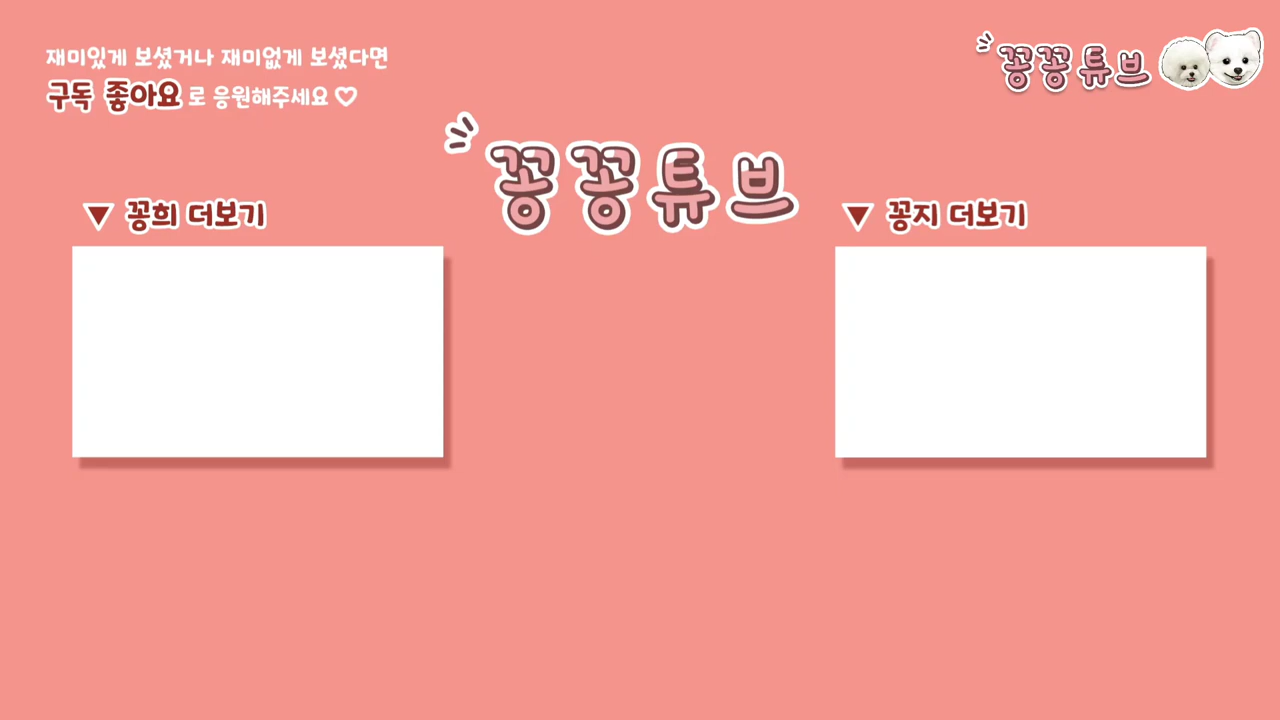 재미있게 보셨거나 재미없게 보셨다면
구독 좋아요 로 응원해주세요 ♡
꽁꽁튜브
꽁꽁튜브
▼ 꽁희 더보기
▼ 꽁지 더보기